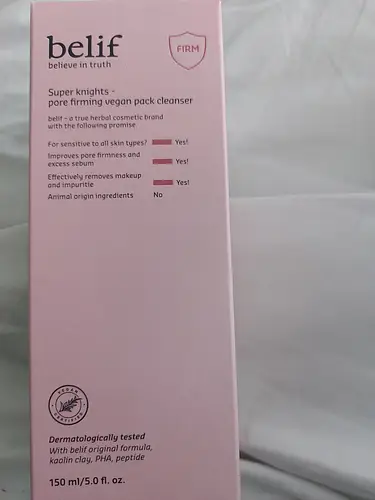 belif
believe in truth
FIRM
Super knights -
pore firming vegan pack cleanser
belif - a true herbal cosmetic brand
with the following promise
For sensitive to all skin types? Yes!
Improves pore firmness and
excess sebum Yes!
Effectively removes makeup
and impuritie Yes!
Animal origin ingredients No
VEGAN
Dermatologically tested
With belif original formula,
kaolin clay, PHA, peptide
150 ml/5.0 fl. oz.